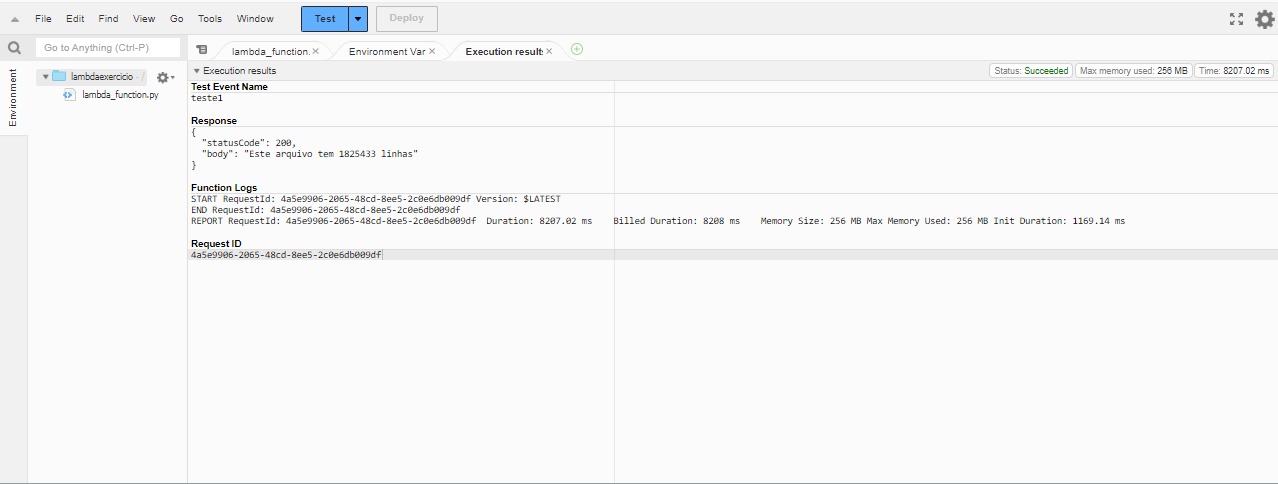 File Edit Find View Go Tools Window Test Deploy
Go to Anything (Ctrl-P)
lambda_function. Environment Var Execution results
Environment
lambdaexercicio - /
lambda_function.py
Execution results
Status: Succeeded Max memory used: 256 MB Time: 8207.02 ms
Test Event Name
teste1
Response
{
"statusCode": 200,
"body": "Este arquivo tem 1825433 linhas"
}
Function Logs
START RequestId: 4a5e9906-2065-48cd-8ee5-2c0e6db009df Version: $LATEST
END RequestId: 4a5e9906-2065-48cd-8ee5-2c0e6db009df
REPORT RequestId: 4a5e9906-2065-48cd-8ee5-2c0e6db009df Duration: 8207.02 ms Billed Duration: 8208 ms Memory Size: 256 MB Max Memory Used: 256 MB Init Duration: 1169.14 ms
Request ID
4a5e9906-2065-48cd-8ee5-2c0e6db009df